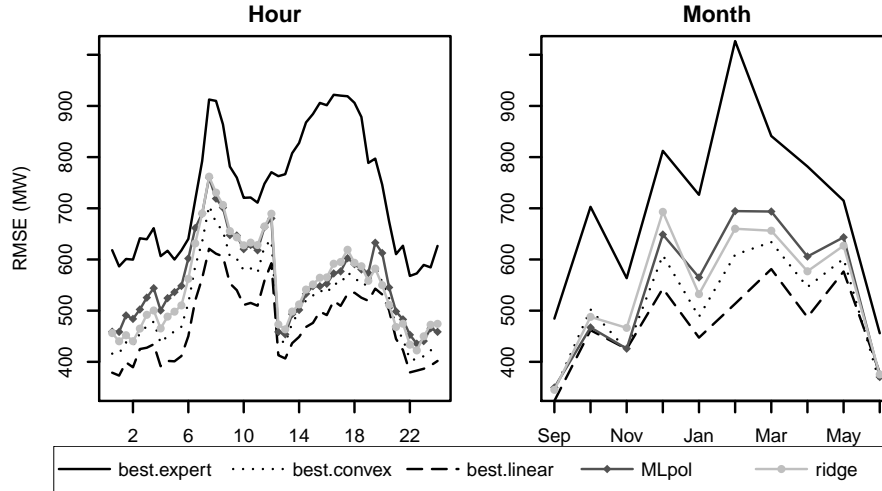 Hour
Month
RMSE (MW)
900
800
700
600
500
400
900
800
700
600
500
400
2 6 10 14 18 22
Sep Nov Jan Mar May
best.expert best.convex best.linear MLpol ridge